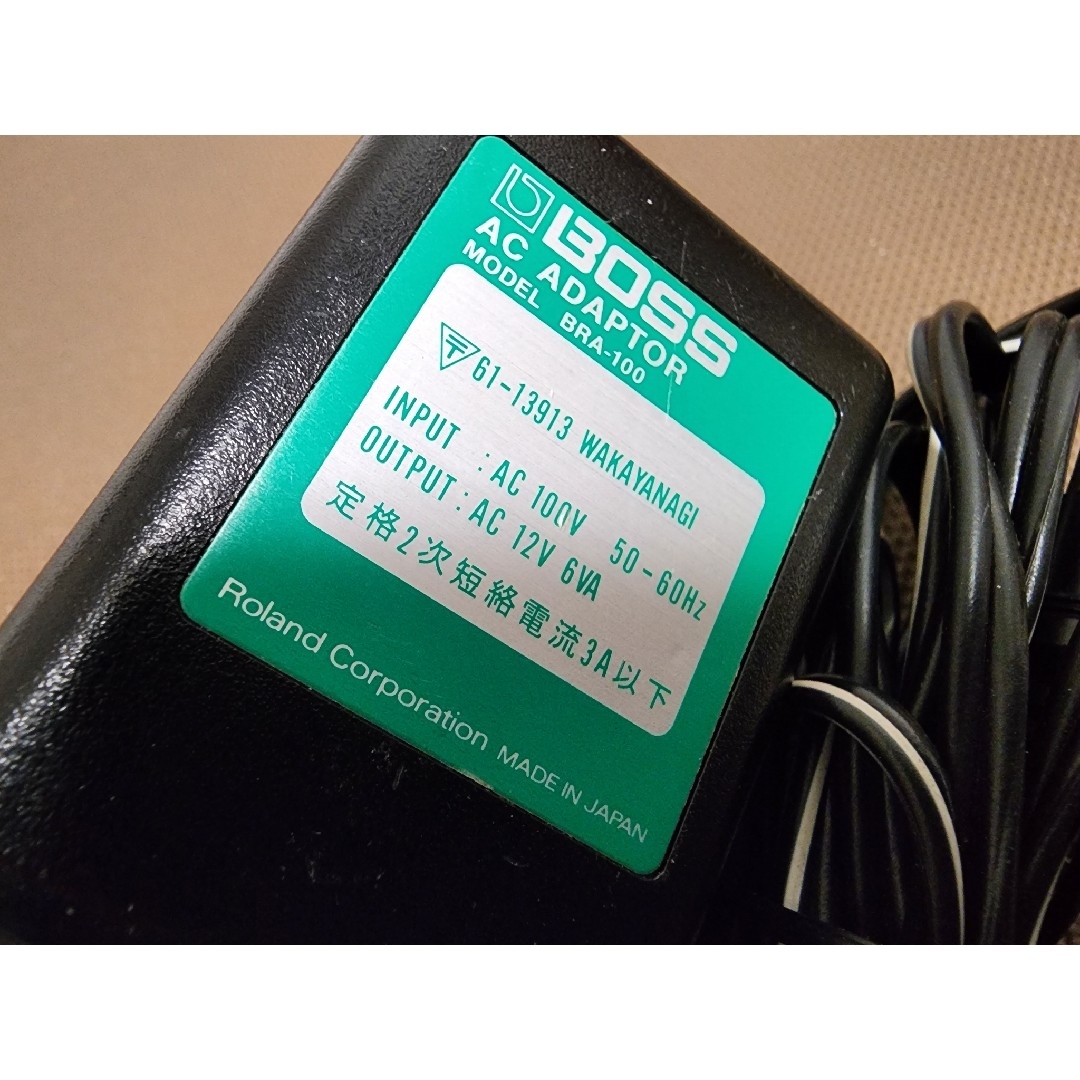 BOSS
AC ADAPTOR
MODEL BRA-100
〒 61-13913 WAKAYANAGI
INPUT : AC 100V 50-60Hz
OUTPUT : AC 12V 6VA
定格2次短絡電流3A以下
Roland Corporation MADE IN JAPAN